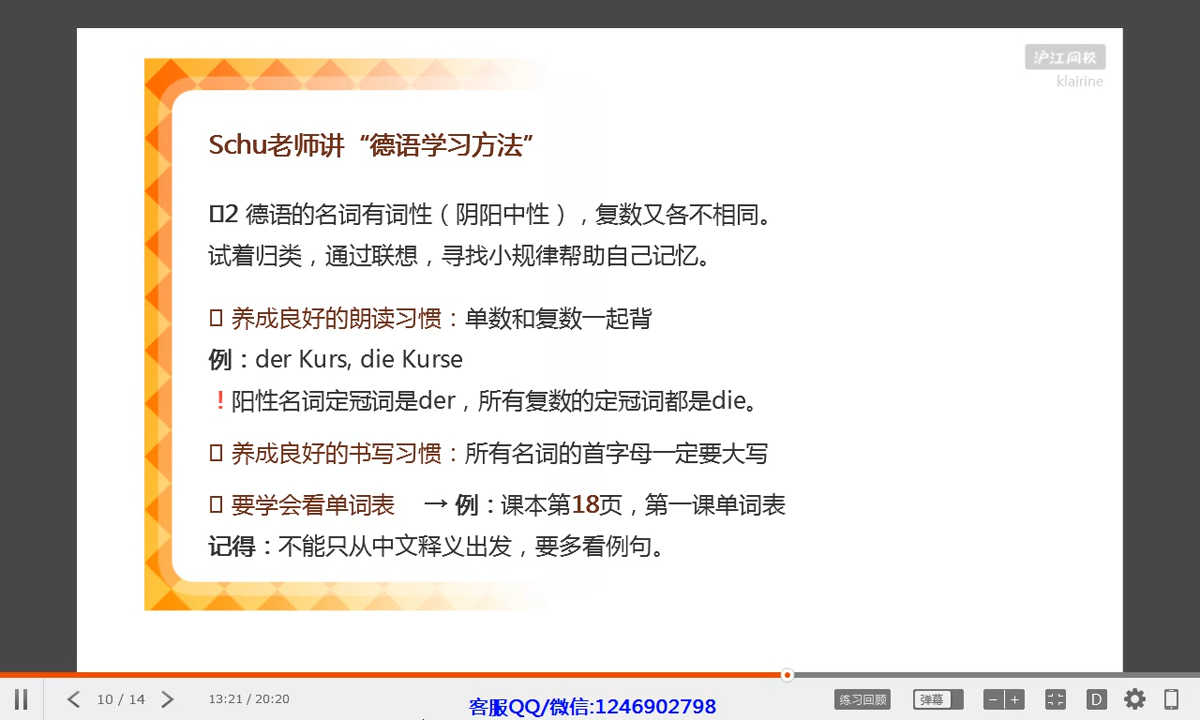 沪江网校
klairine
Schu老师讲“德语学习方法”
2 德语的名词有词性（阴阳中性），复数又各不相同。
试着归类，通过联想，寻找小规律帮助自己记忆。
养成良好的朗读习惯：单数和复数一起背
例：der Kurs, die Kurse
！阳性名词定冠词是der，所有复数的定冠词都是die。
养成良好的书写习惯：所有名词的首字母一定要大写
要学会看单词表 → 例：课本第18页，第一课单词表
记得：不能只从中文释义出发，要多看例句。
10 / 14 13:21 / 20:20 客服QQ/微信:1246902798 练习回顾 弹幕 − + D